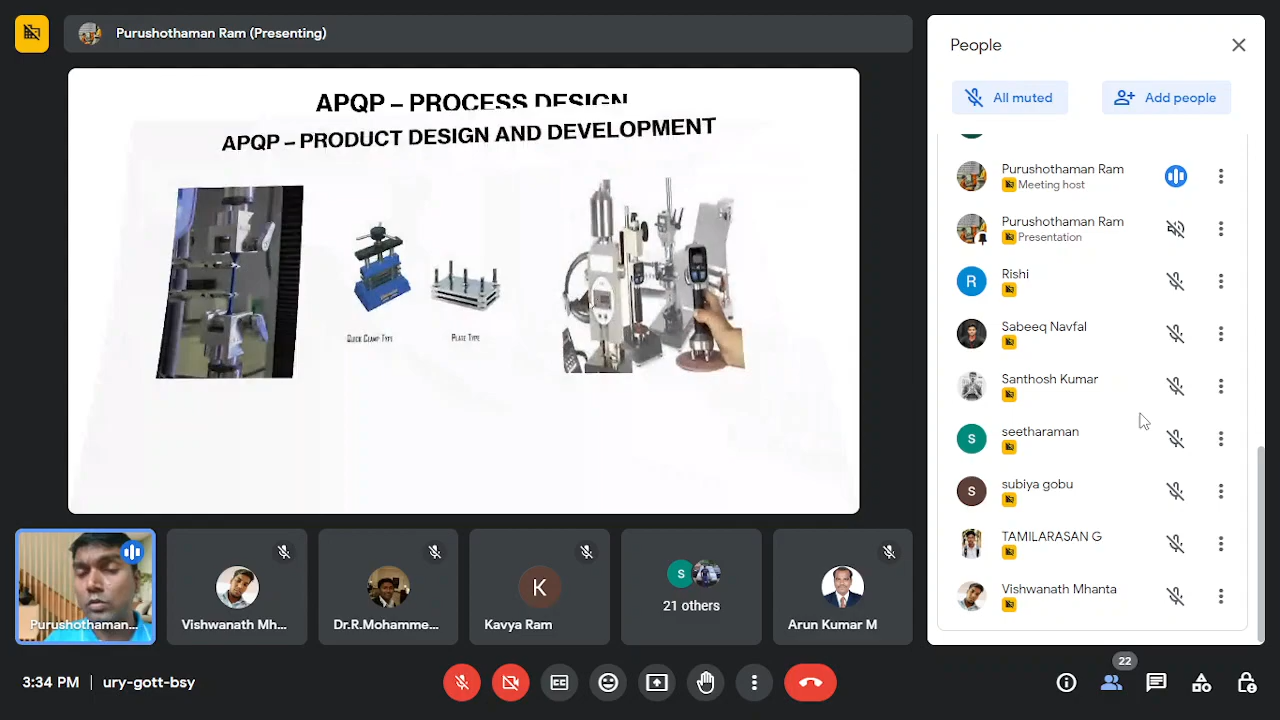 Purushothaman Ram (Presenting)
APQP – PROCESS DESIGN
APQP – PRODUCT DESIGN AND DEVELOPMENT
QUICK CLAMP TYPE
PLATE TYPE
Purushothaman...
Vishwanath Mh...
Dr.R.Mohamme...
K
Kavya Ram
S
21 others
Arun Kumar M
3:34 PM | ury-gott-bsy
People
All muted
Add people
Purushothaman Ram
Meeting host
Purushothaman Ram
Presentation
R
Rishi
Sabeeq Navfal
Santhosh Kumar
S
seetharaman
S
subiya gobu
TAMILARASAN G
Vishwanath Mhanta
22